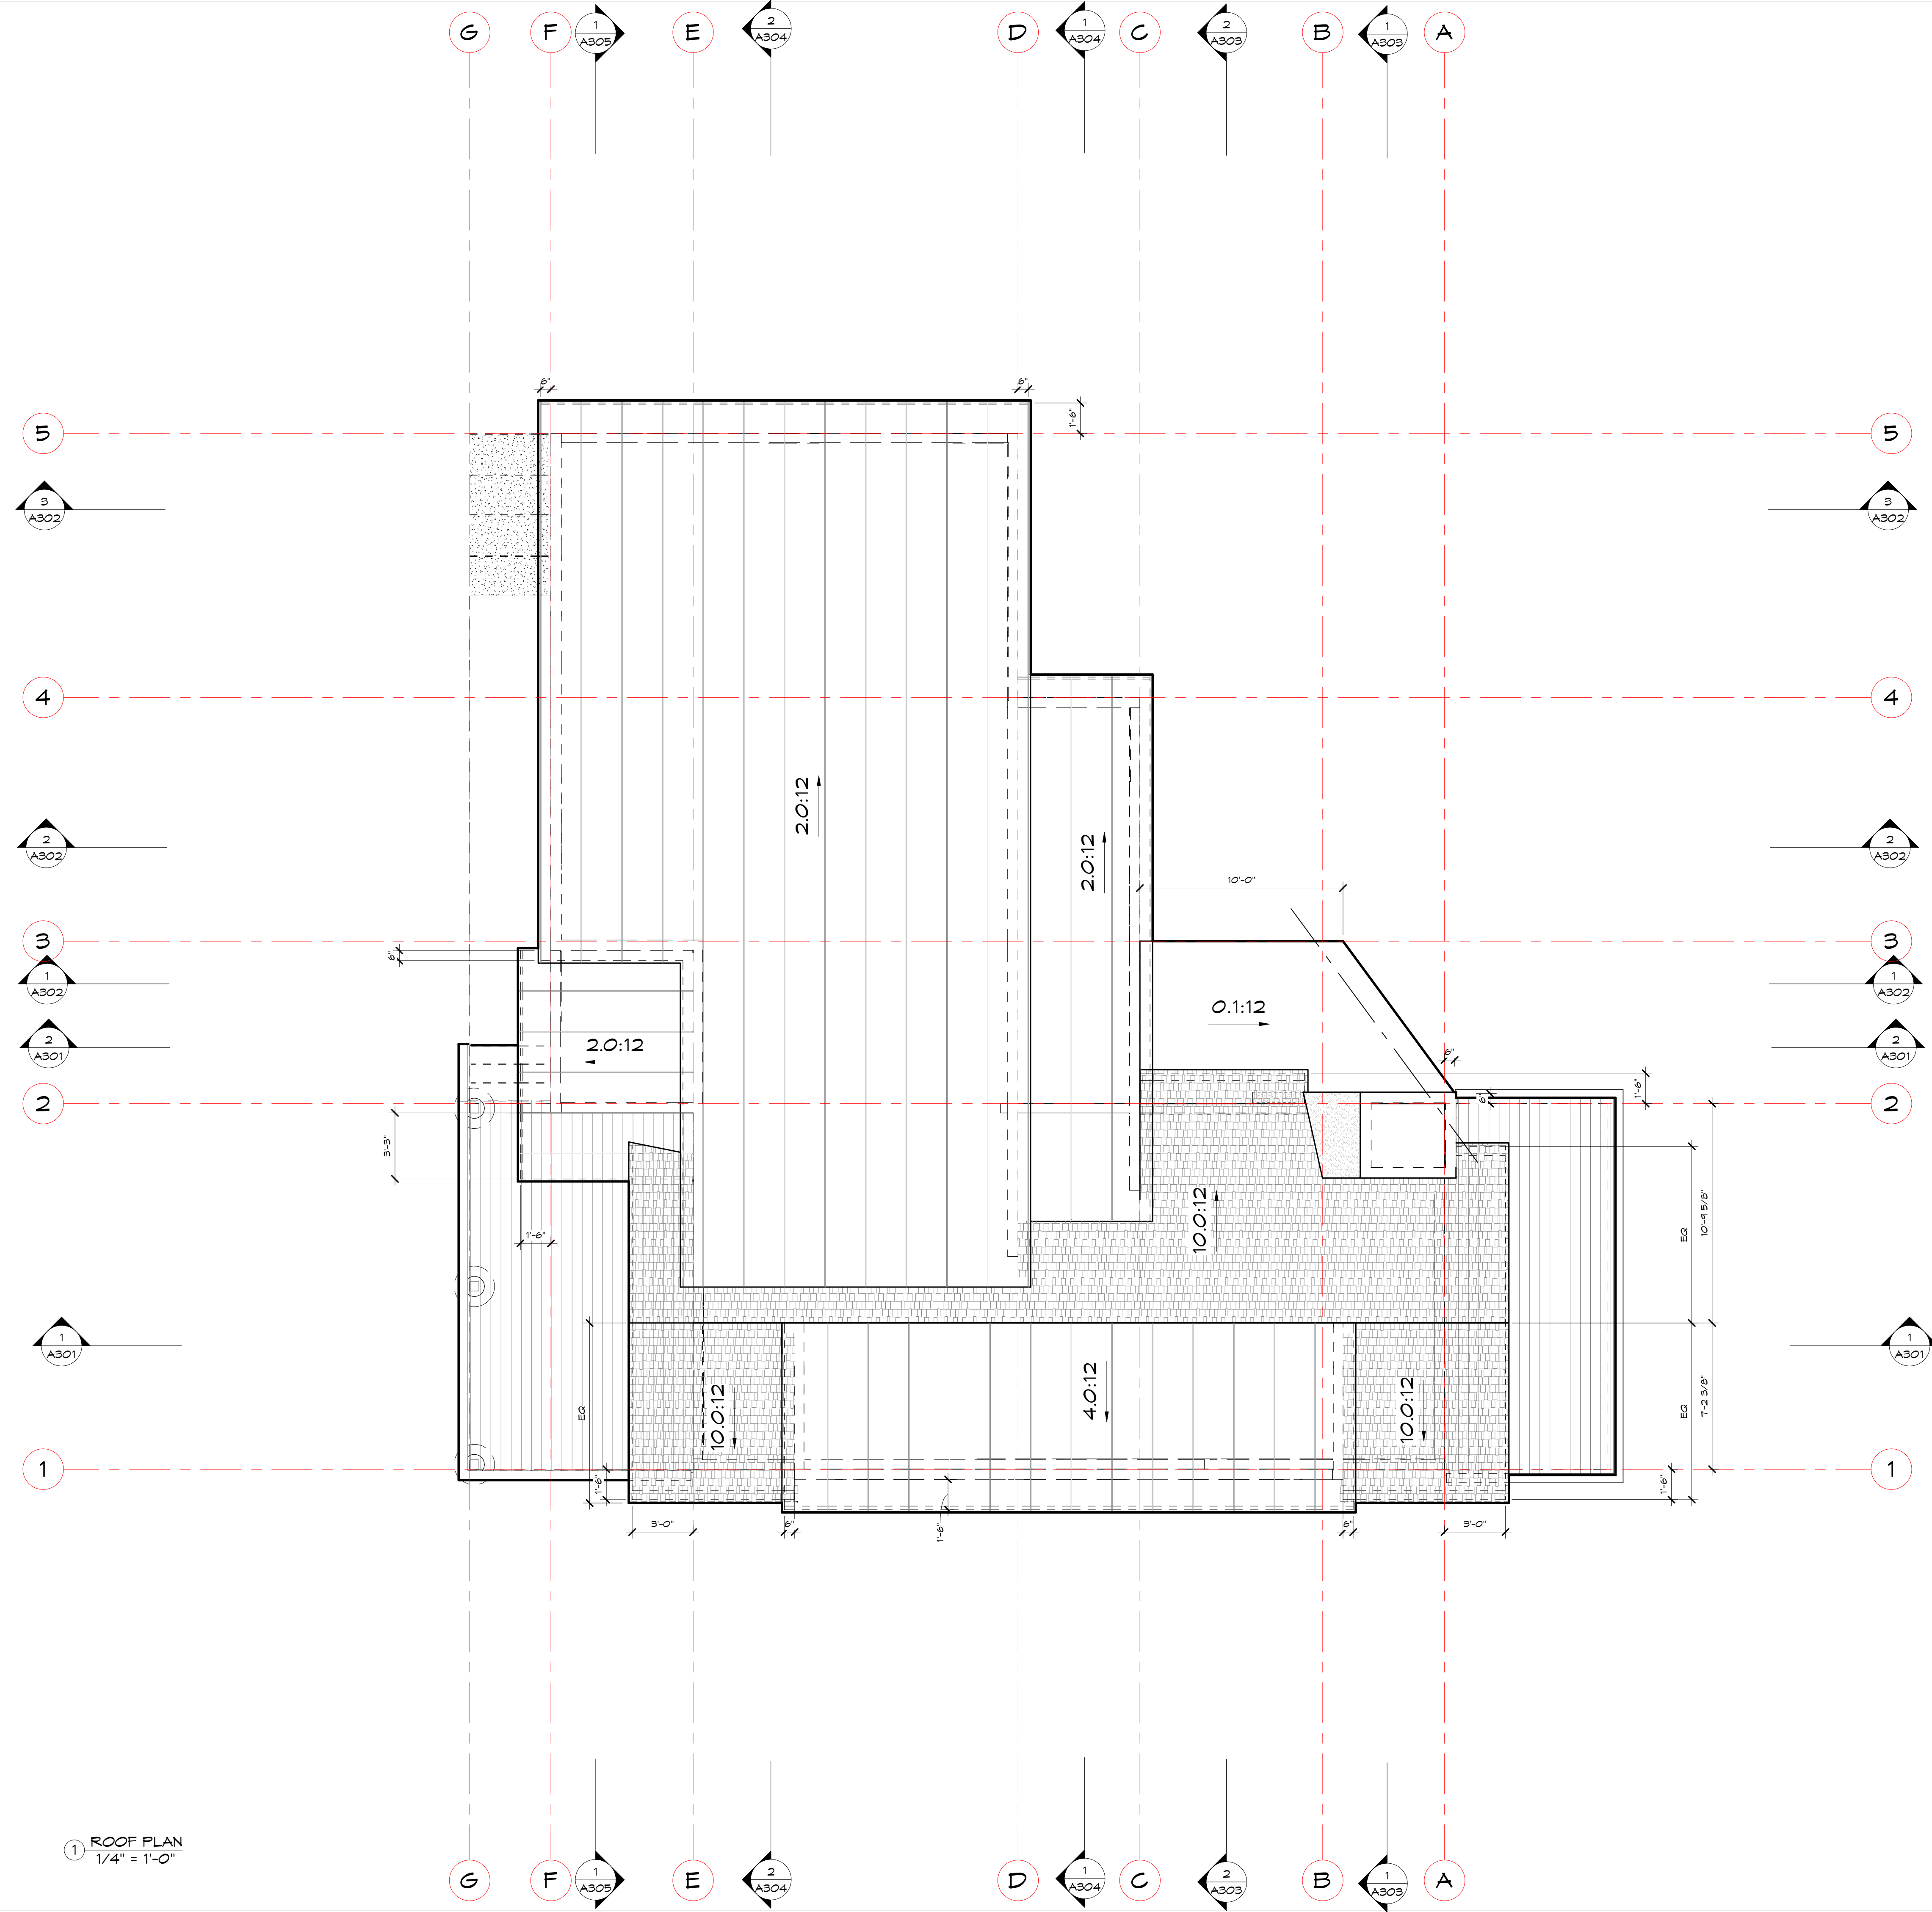 G
F
1
A305
E
2
A304
D
1
A304
C
2
A303
B
1
A303
A
6"
6"
1'-6"
5
5
3
A302
3
A302
4
4
2.0:12
2.0:12
2
A302
2
A302
10'-0"
3
3
6"
1
A302
1
A302
0.1:12
2.0:12
2
A301
2
A301
6"
1'-6"
6"
2
2
3'-3"
10.0:12
1'-6"
EQ
10'-9 5/8"
1
A301
1
A301
10.0:12
4.0:12
10.0:12
EQ
EQ
7'-2 3/8"
1
1
1'-6"
1'-6"
3'-0"
6"
1'-6"
6"
3'-0"
1
ROOF PLAN
1/4" = 1'-0"
G
F
1
A305
E
2
A304
D
1
A304
C
2
A303
B
1
A303
A